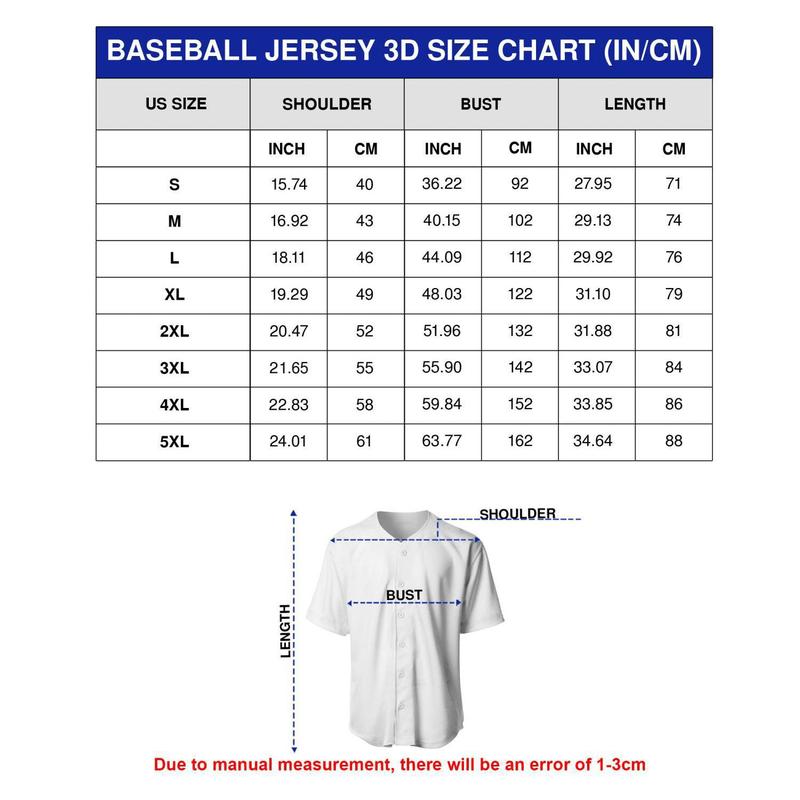 BASEBALL JERSEY 3D SIZE CHART (IN/CM)
US SIZE SHOULDER BUST LENGTH
INCH CM INCH CM INCH CM
S 15.74 40 36.22 92 27.95 71
M 16.92 43 40.15 102 29.13 74
L 18.11 46 44.09 112 29.92 76
XL 19.29 49 48.03 122 31.10 79
2XL 20.47 52 51.96 132 31.88 81
3XL 21.65 55 55.90 142 33.07 84
4XL 22.83 58 59.84 152 33.85 86
5XL 24.01 61 63.77 162 34.64 88
SHOULDER
BUST
LENGTH
Due to manual measurement, there will be an error of 1-3cm